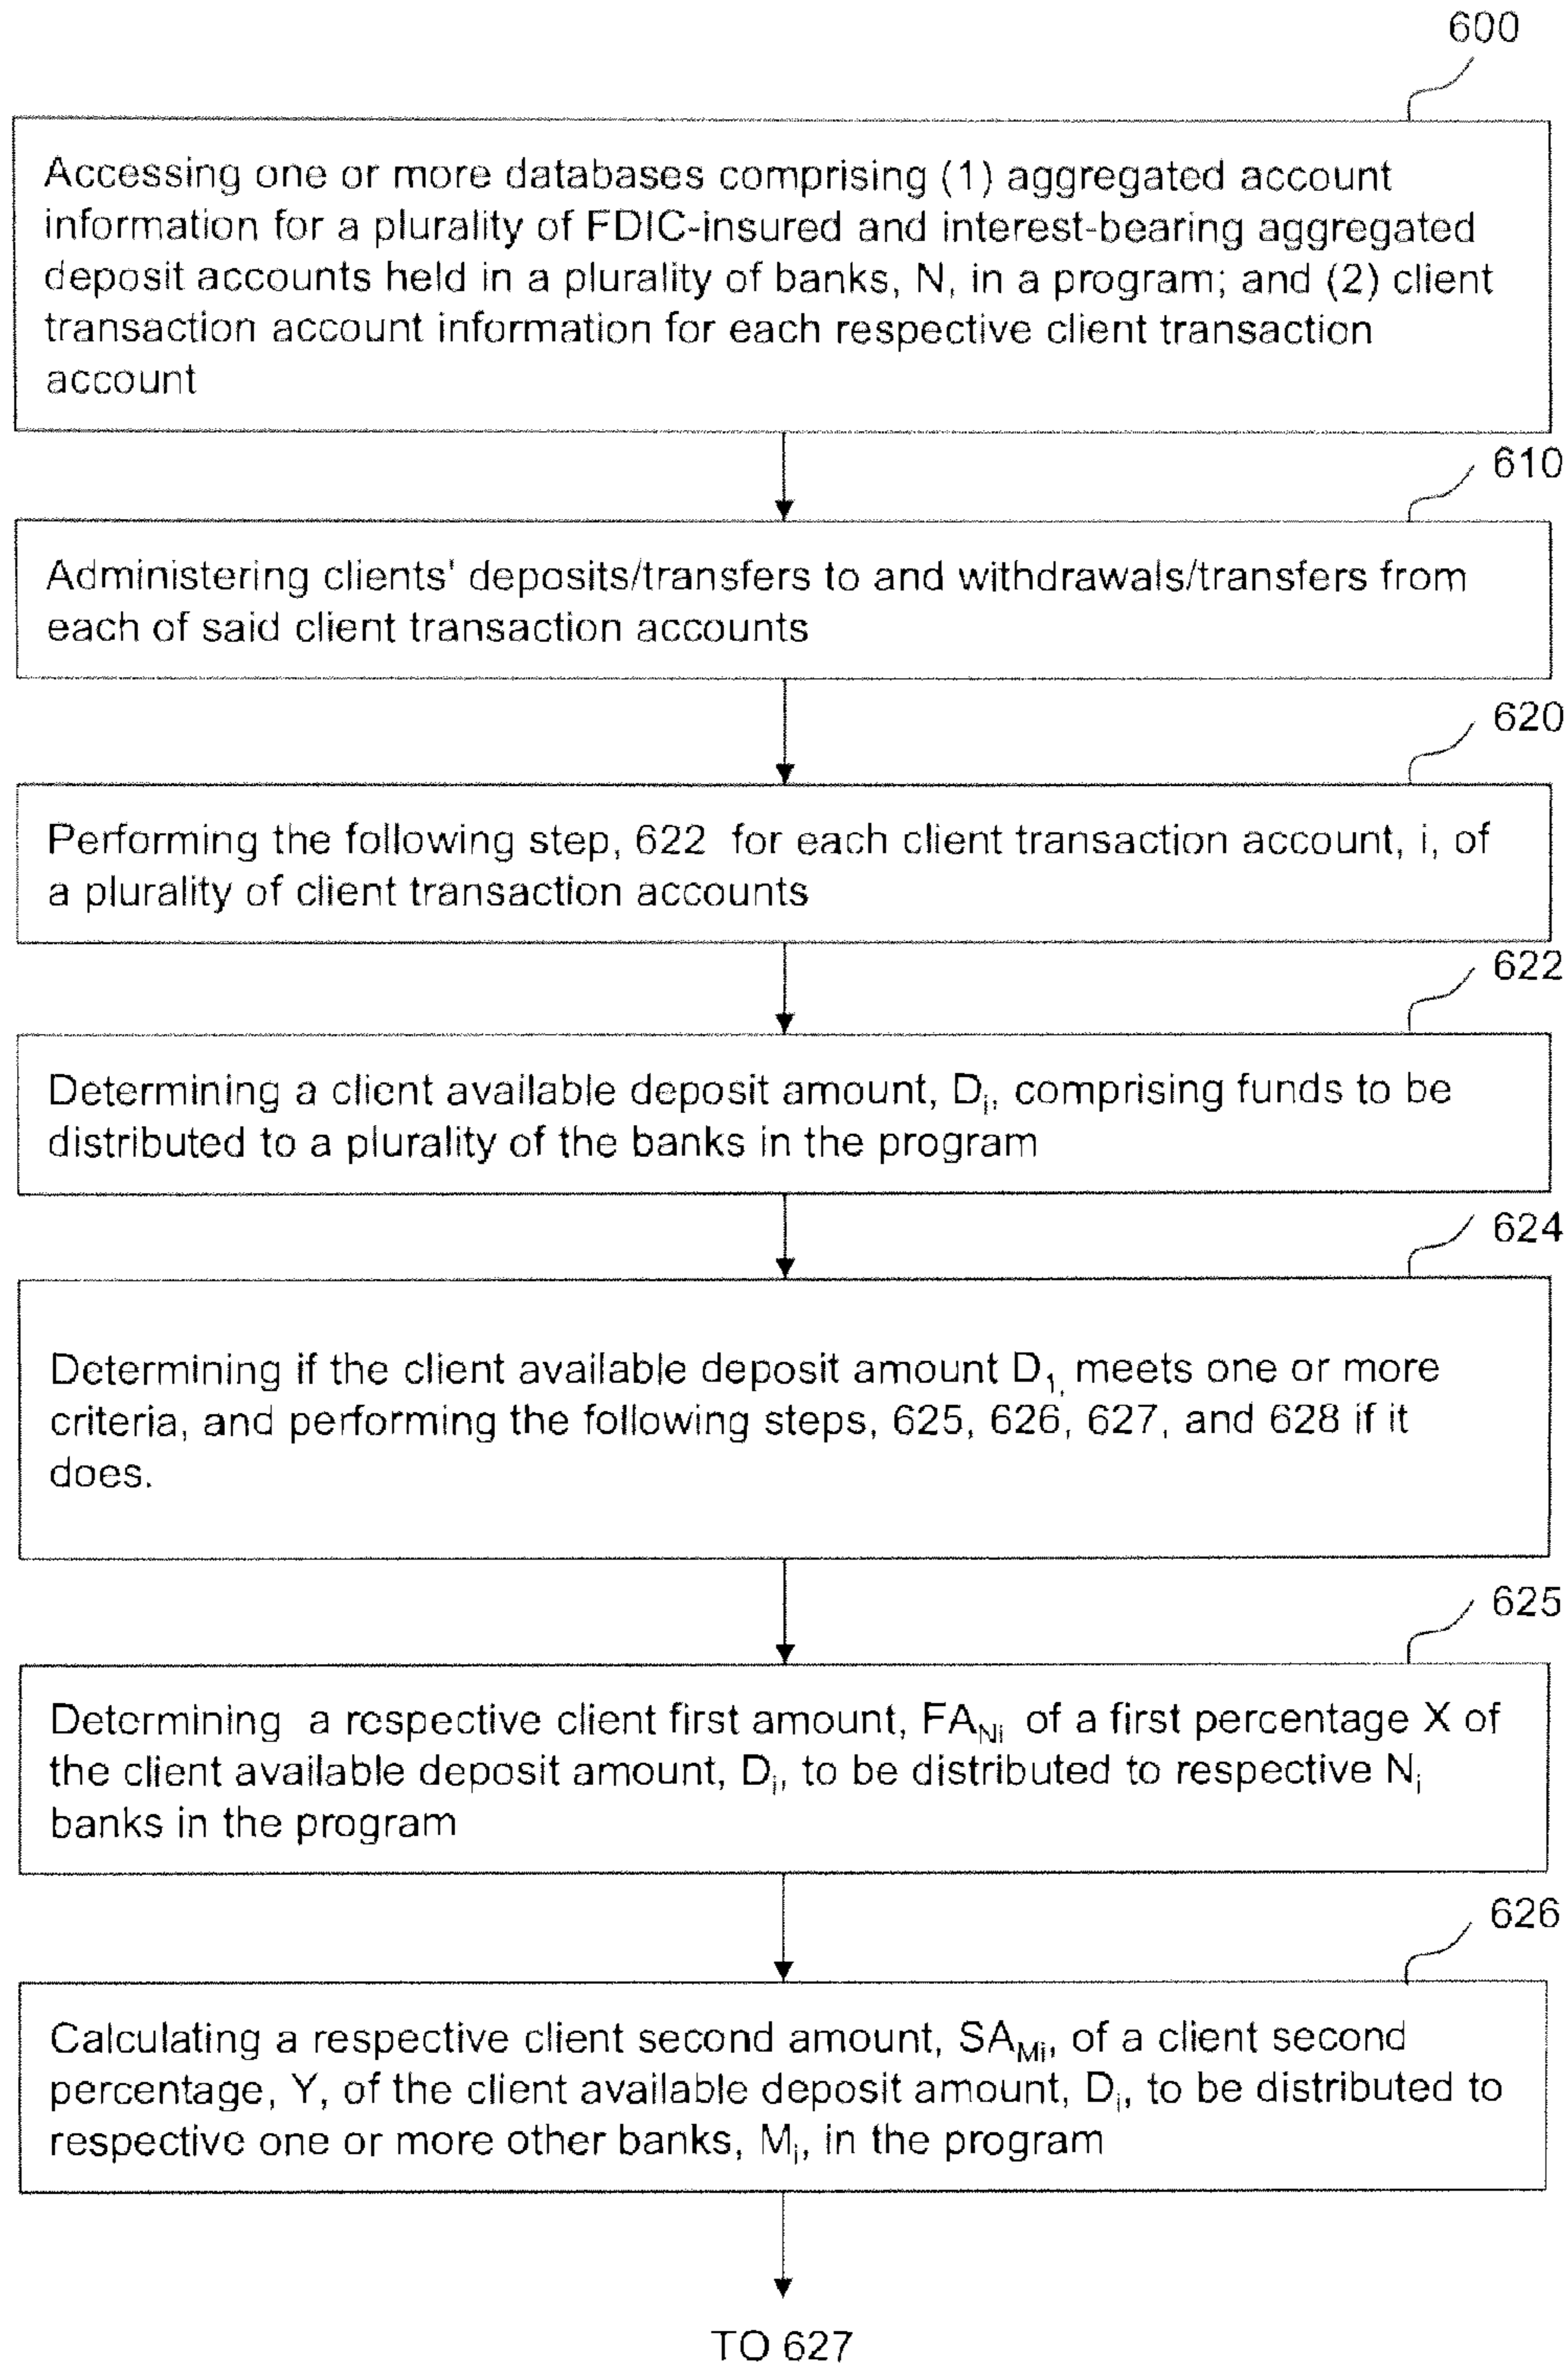 600
Accessing one or more databases comprising (1) aggregated account
information for a plurality of FDIC-insured and interest-bearing aggregated
deposit accounts held in a plurality of banks, N, in a program; and (2) client
transaction account information for each respective client transaction
account
610
Administering clients' deposits/transfers to and withdrawals/transfers from
each of said client transaction accounts
620
Performing the following step, 622 for each client transaction account, i, of
a plurality of client transaction accounts
622
Determining a client available deposit amount, Di, comprising funds to be
distributed to a plurality of the banks in the program
624
Determining if the client available deposit amount D1, meets one or more
criteria, and performing the following steps, 625, 626, 627, and 628 if it
does.
625
Determining a respective client first amount, FANi of a first percentage X of
the client available deposit amount, Di, to be distributed to respective Ni
banks in the program
626
Calculating a respective client second amount, SAMi, of a client second
percentage, Y, of the client available deposit amount, Di, to be distributed to
respective one or more other banks, Mi, in the program
TO 627